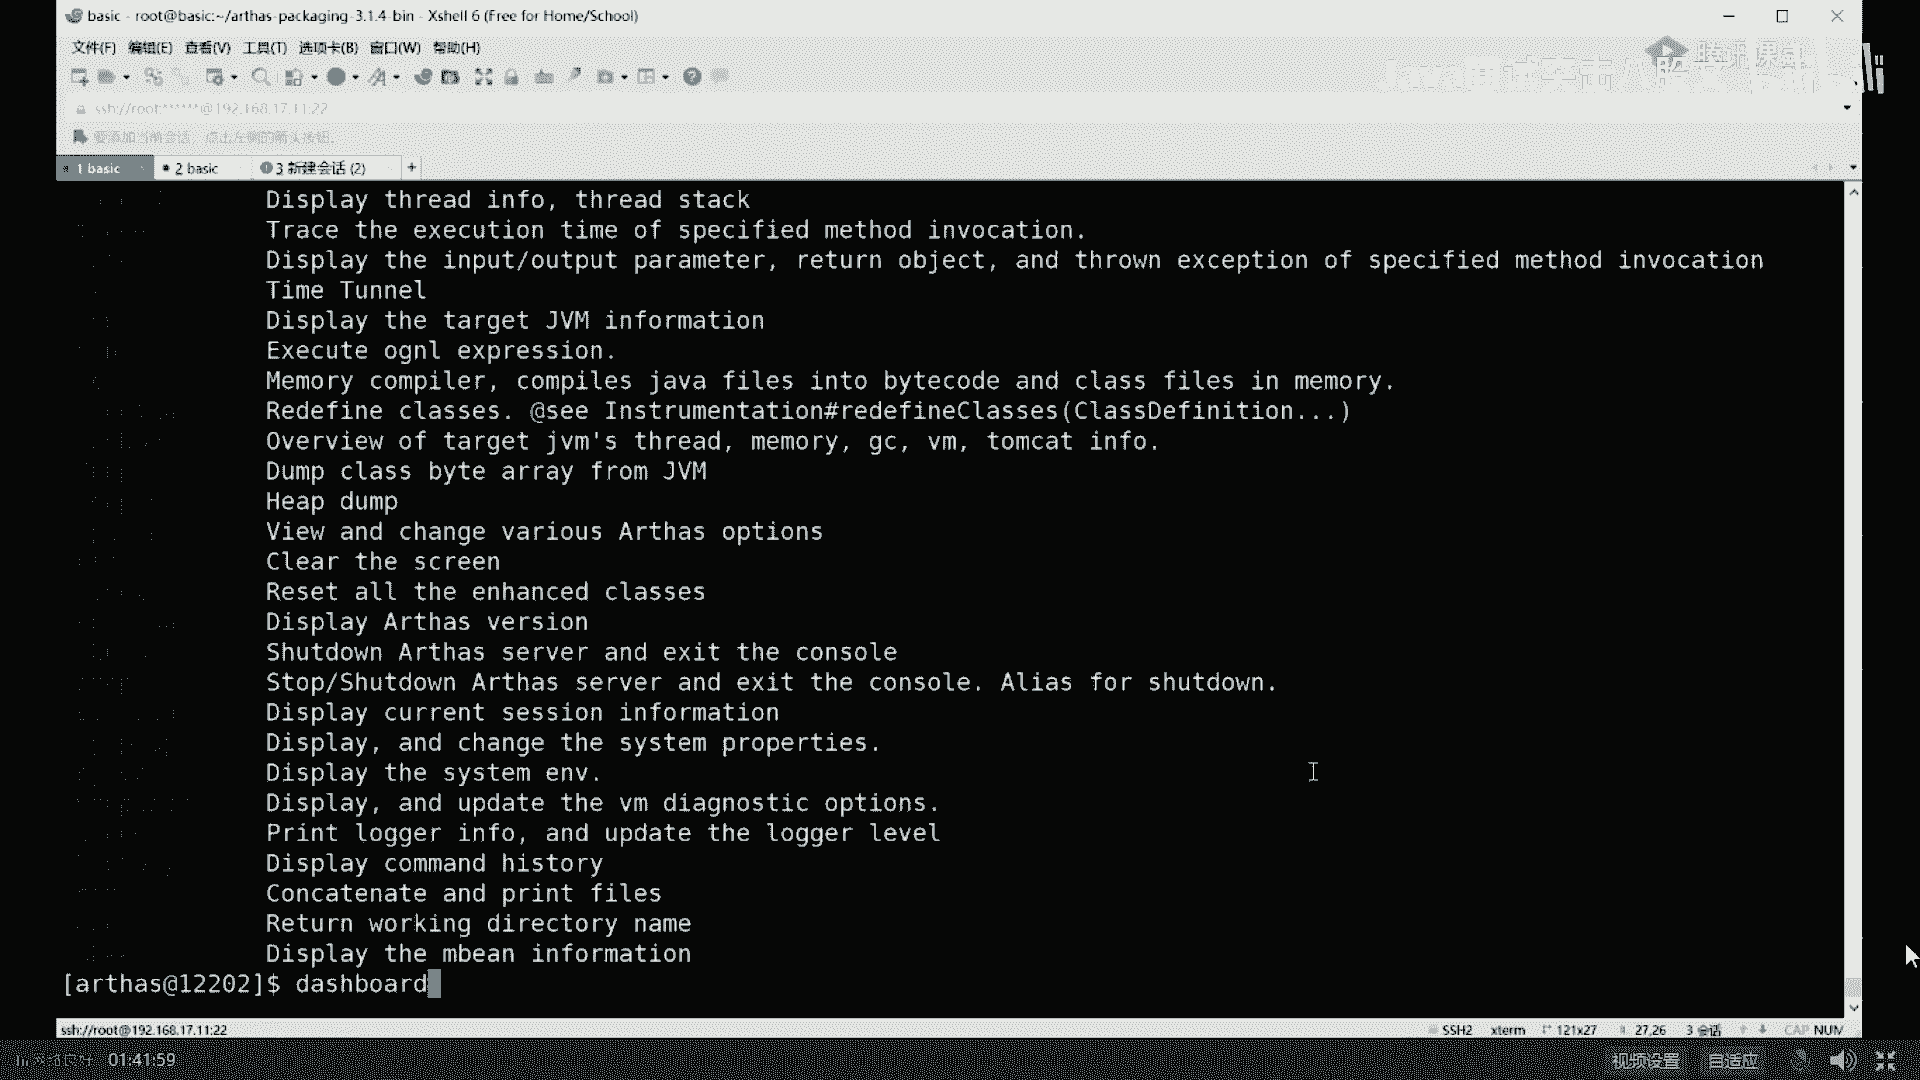 basic - root@basic:~/arthas-packaging-3.1.4-bin - Xshell 6 (Free for Home/School)
文件(F) 编辑(E) 查看(V) 工具(T) 选项卡(B) 窗口(W) 帮助(H)
ssh://root:******@192.168.17.11:22
要添加当前会话，点击左侧的箭头按钮。
1 basic 2 basic 3 新建会话 (2) +
Display thread info, thread stack
Trace the execution time of specified method invocation.
Display the input/output parameter, return object, and thrown exception of specified method invocation
Time Tunnel
Display the target JVM information
Execute ognl expression.
Memory compiler, compiles java files into bytecode and class files in memory.
Redefine classes. @see Instrumentation#redefineClasses(ClassDefinition...)
Overview of target jvm's thread, memory, gc, vm, tomcat info.
Dump class byte array from JVM
Heap dump
View and change various Arthas options
Clear the screen
Reset all the enhanced classes
Display Arthas version
Shutdown Arthas server and exit the console
Stop/Shutdown Arthas server and exit the console. Alias for shutdown.
Display current session information
Display, and change the system properties.
Display the system env.
Display, and update the vm diagnostic options.
Print logger info, and update the logger level
Display command history
Concatenate and print files
Return working directory name
Display the mbean information
[arthas@12202]$ dashboard
ssh://root@192.168.17.11:22 SSH2 xterm 121x27 27,26 3 会话 CAP NUM
01:41:59 视频设置 自适应